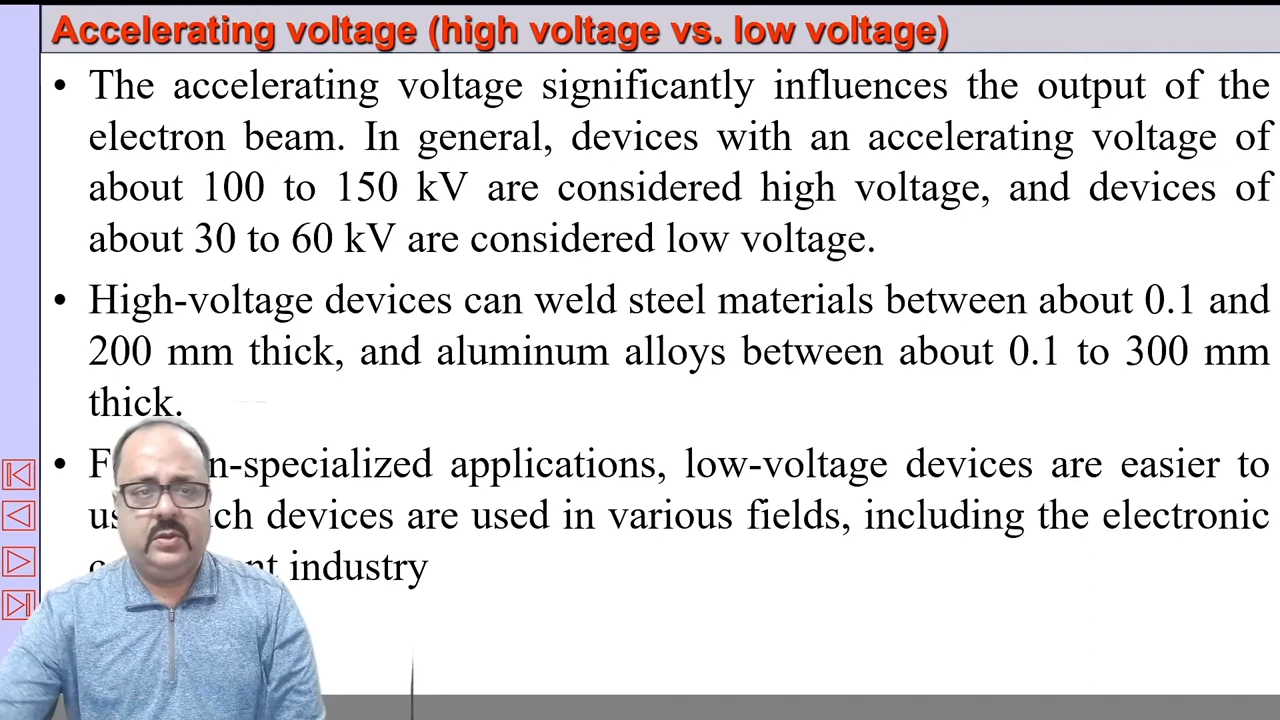 Accelerating voltage (high voltage vs. low voltage)
• The accelerating voltage significantly influences the output of the
electron beam. In general, devices with an accelerating voltage of
about 100 to 150 kV are considered high voltage, and devices of
about 30 to 60 kV are considered low voltage.
• High-voltage devices can weld steel materials between about 0.1 and
200 mm thick, and aluminum alloys between about 0.1 to 300 mm
thick.
• applications, low-voltage devices are easier to
devices are used in various fields, including the electronic
industry